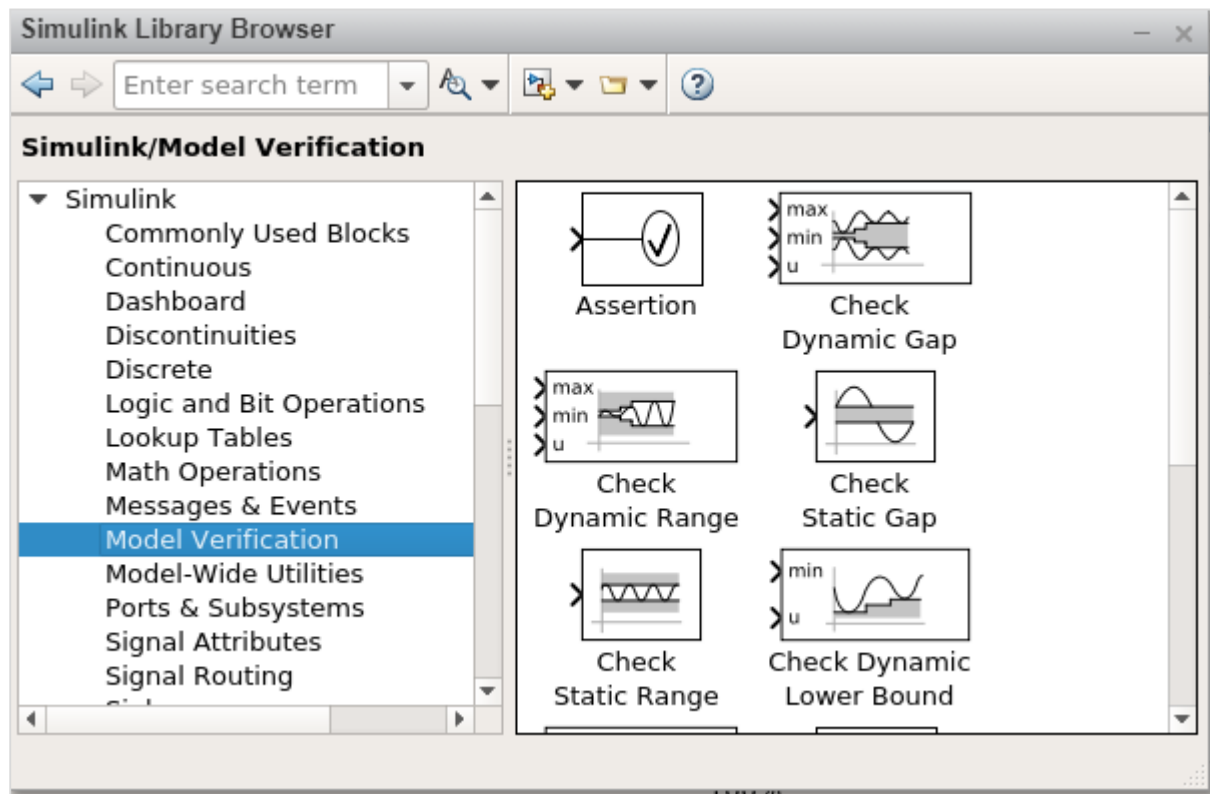 Simulink Library Browser
Enter search term
Simulink/Model Verification
Simulink
Commonly Used Blocks
Continuous
Dashboard
Discontinuities
Discrete
Logic and Bit Operations
Lookup Tables
Math Operations
Messages & Events
Model Verification
Model-Wide Utilities
Ports & Subsystems
Signal Attributes
Signal Routing
Assertion
max
min
u
Check
Dynamic Gap
max
min
u
Check
Dynamic Range
Check
Static Gap
Check
Static Range
min
u
Check Dynamic
Lower Bound